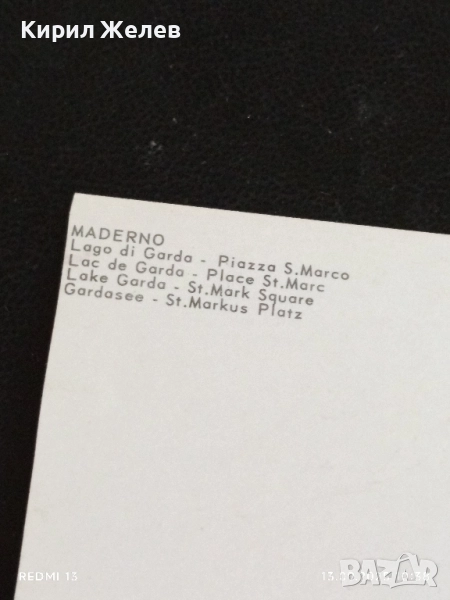 Кирил Желев
MADERNO
Lago di Garda - Piazza S.Marco
Lac de Garda - Place St.Marc
Lake Garda - St.Mark Square
Gardasee - St.Markus Platz
REDMI 13
BAZAR